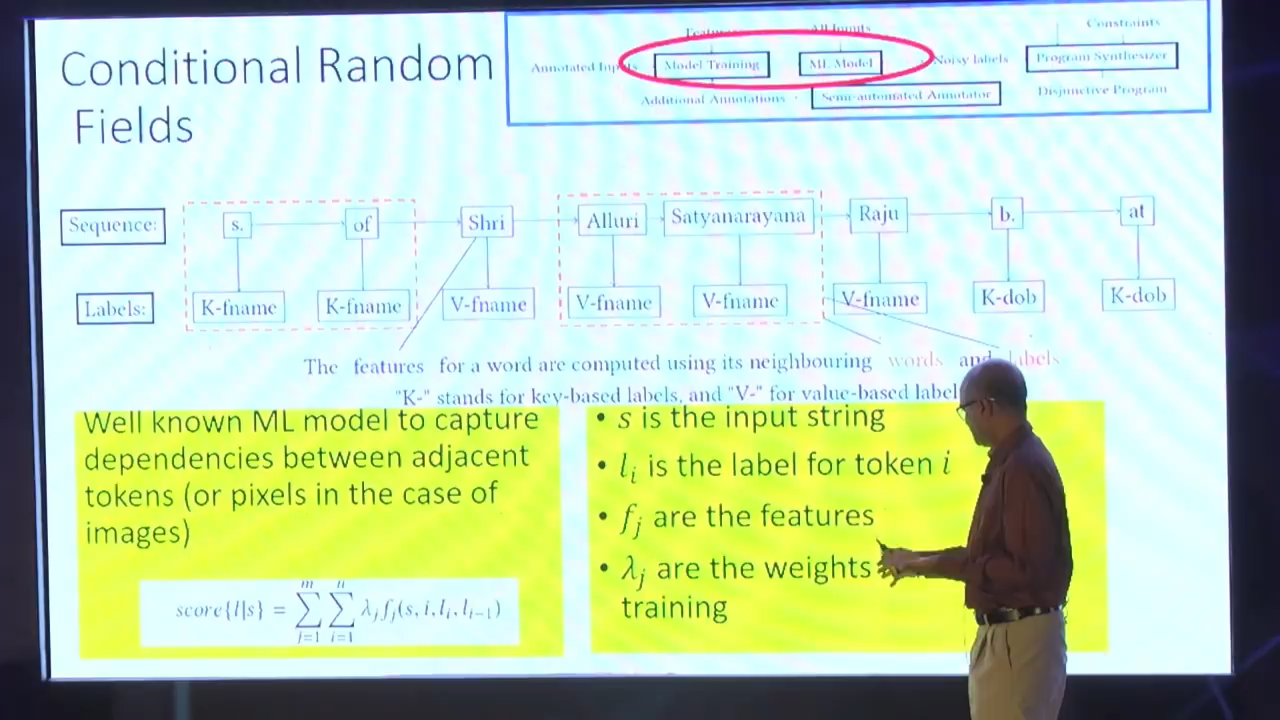 Conditional Random
Fields
Features
All Inputs
Constraints
Annotated Inputs
Model Training
ML Model
Noisy labels
Program Synthesizer
Additional Annotations
Semi-automated Annotator
Disjunctive Program
Sequence:
s.
of
Shri
Alluri
Satyanarayana
Raju
b.
at
Labels:
K-fname
K-fname
V-fname
V-fname
V-fname
V-fname
K-dob
K-dob
The features for a word are computed using its neighbouring words and labels
"K-" stands for key-based labels, and "V-" for value-based label
Well known ML model to capture
dependencies between adjacent
tokens (or pixels in the case of
images)
score{l|s} = ∑_{j=1}^{m} ∑_{i=1}^{n} λ_j f_j(s, i, l_i, l_{i−1})
• s is the input string
• l_i is the label for token i
• f_j are the features
• λ_j are the weights
training